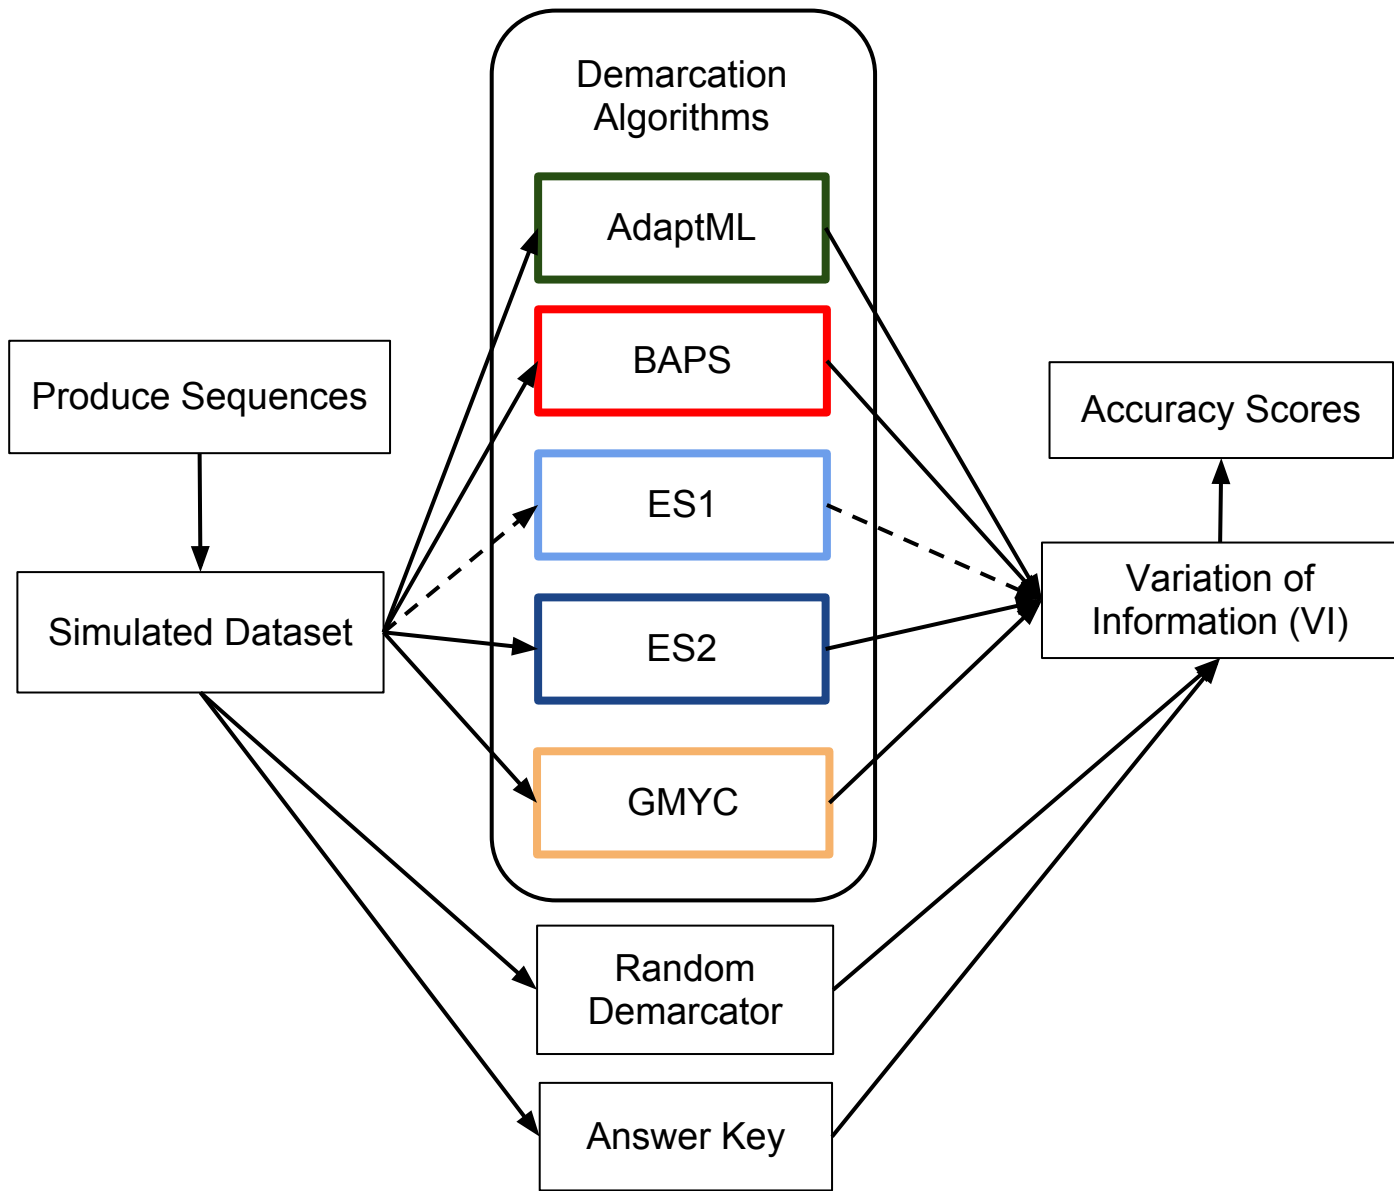 Demarcation
Algorithms
AdaptML
BAPS
ES1
ES2
GMYC
Produce Sequences
Simulated Dataset
Random
Demarcator
Answer Key
Accuracy Scores
Variation of
Information (VI)